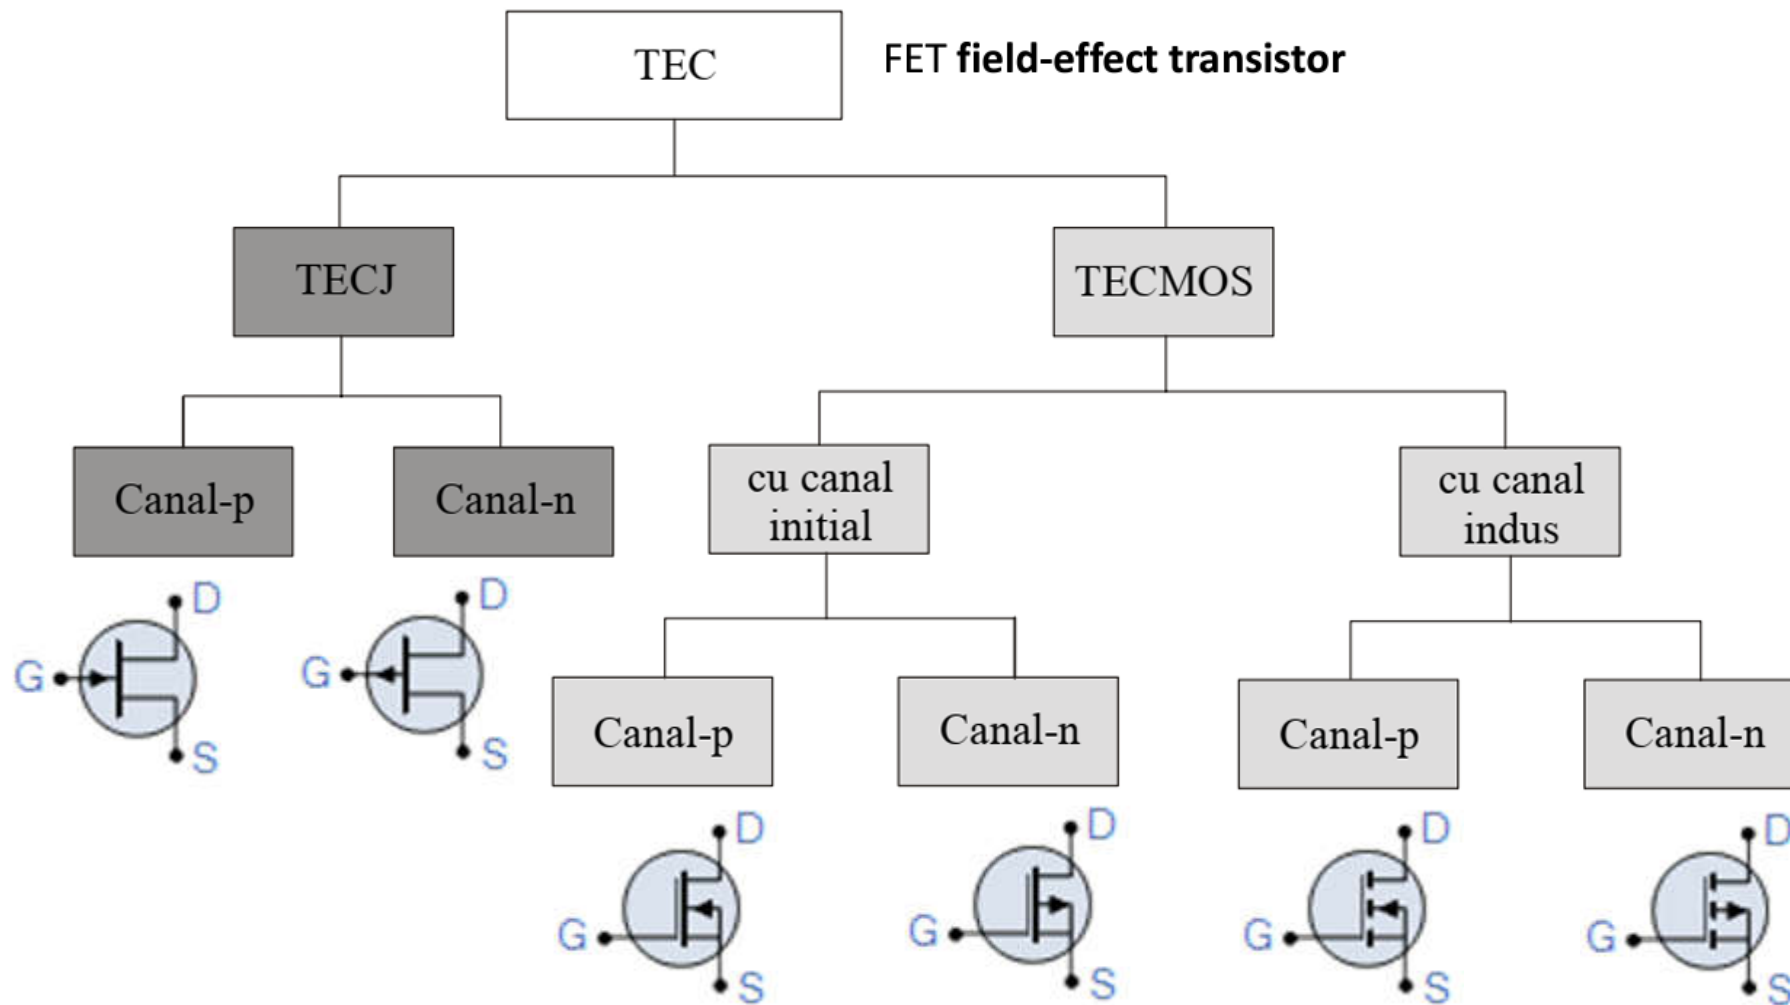 TEC
FET field-effect transistor
TECJ
TECMOS
Canal-p
Canal-n
cu canal
initial
cu canal
indus
D
G
S
D
G
S
Canal-p
Canal-n
Canal-p
Canal-n
D
G
S
D
G
S
D
G
S
D
G
S